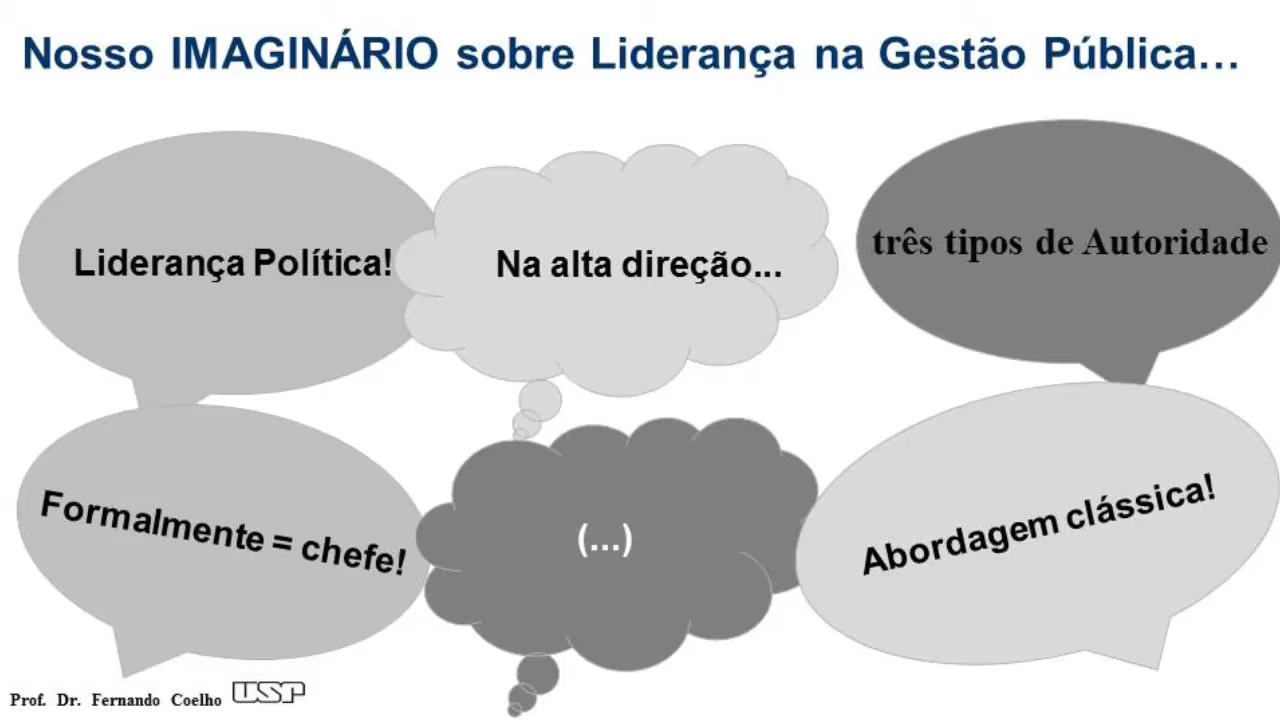 Nosso IMAGINÁRIO sobre Liderança na Gestão Pública...
Liderança Política!
Na alta direção...
três tipos de Autoridade
Formalmente = chefe!
(...)
Abordagem clássica!
Prof. Dr. Fernando Coelho USP